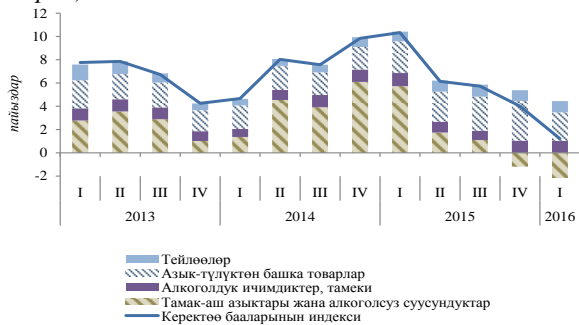 12
10
8
6
4
2
0
-2
пайыздар
I II III IV I II III IV I II III IV I
2013 2014 2015 2016
Тейлөөлөр
Азык-түлүктөн башка товарлар
Алкоголдук ичимдиктер, тамеки
Тамак-аш азыктары жана алкоголсуз суусундуктар
Керектөө бааларынын индекси